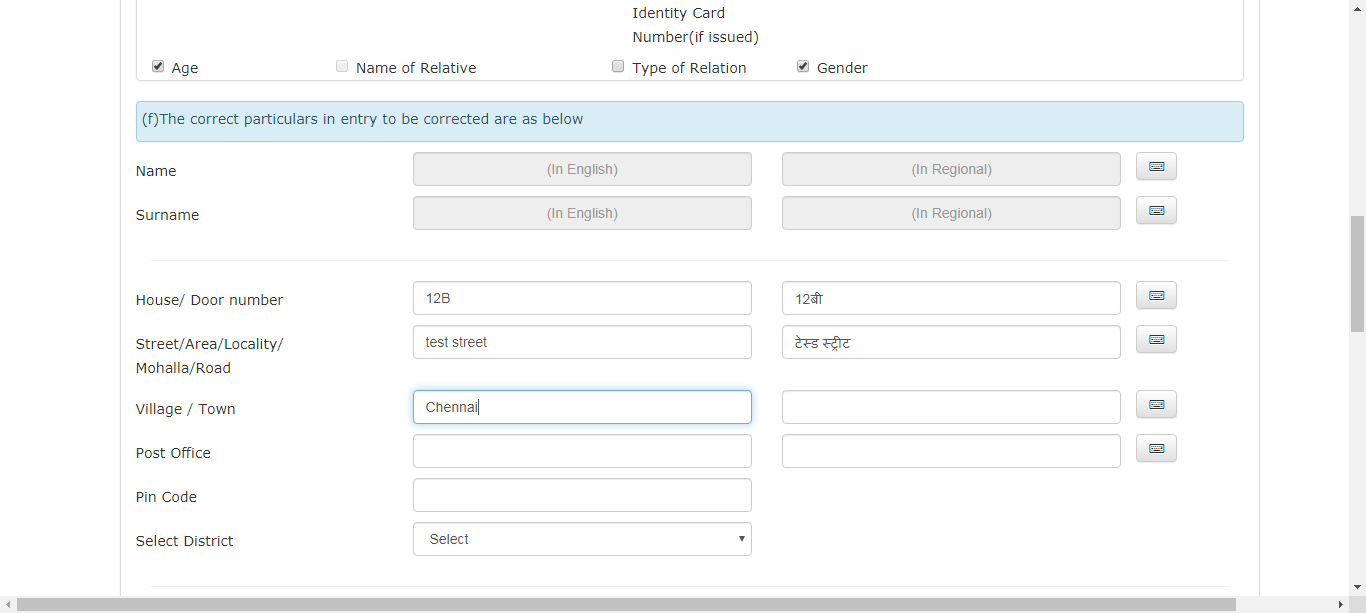 Identity Card
Number(if issued)
Age Name of Relative Type of Relation Gender
(f)The correct particulars in entry to be corrected are as below
Name (In English) (In Regional)
Surname (In English) (In Regional)
House/ Door number 12B 12बी
Street/Area/Locality/ test street टेस्ड स्ट्रीट
Mohalla/Road
Village / Town Chennai
Post Office
Pin Code
Select District Select